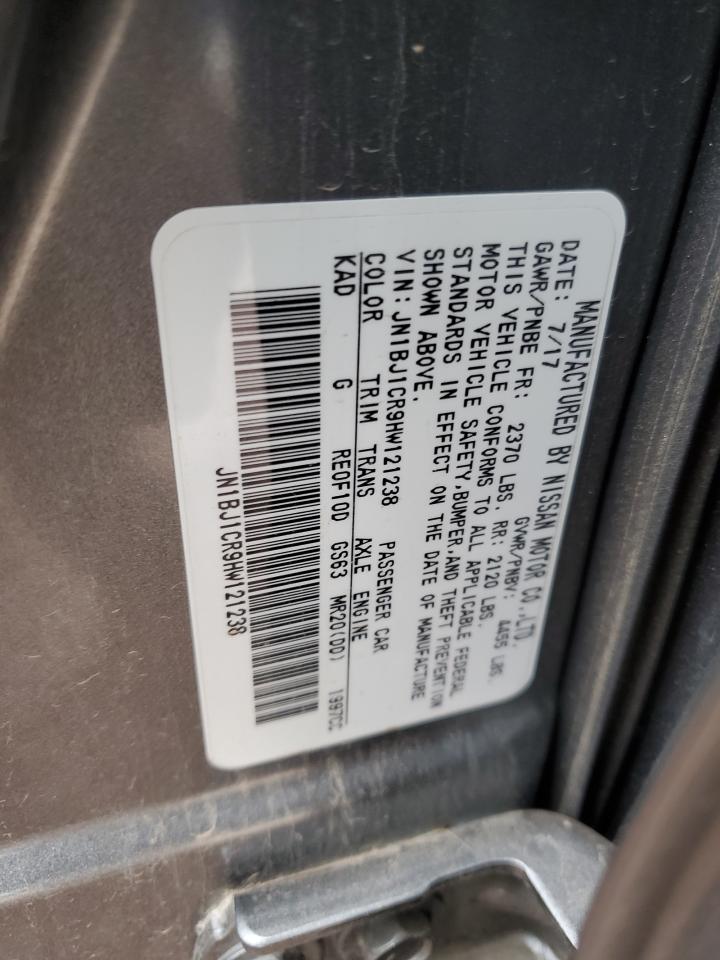 MANUFACTURED BY NISSAN MOTOR CO.,LTD.
DATE: 7/17 GVWR/PNBV: 4455 LBS.
GAWR/PNBE FR: 2370 LBS. RR: 2120 LBS.
THIS VEHICLE CONFORMS TO ALL APPLICABLE FEDERAL
MOTOR VEHICLE SAFETY,BUMPER,AND THEFT PREVENTION
STANDARDS IN EFFECT ON THE DATE OF MANUFACTURE
SHOWN ABOVE.
VIN: JN1BJ1CR9HW121238 PASSENGER CAR
COLOR TRIM TRANS AXLE ENGINE
KAD G RE0F10D GS63 MR20(DD) 1997CC
JN1BJ1CR9HW121238